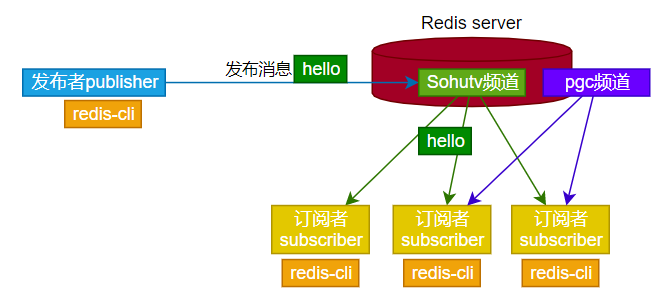 Redis server
发布消息
hello
发布者publisher
Sohutv频道
pgc频道
redis-cli
hello
订阅者
subscriber
订阅者
subscriber
订阅者
subscriber
redis-cli
redis-cli
redis-cli